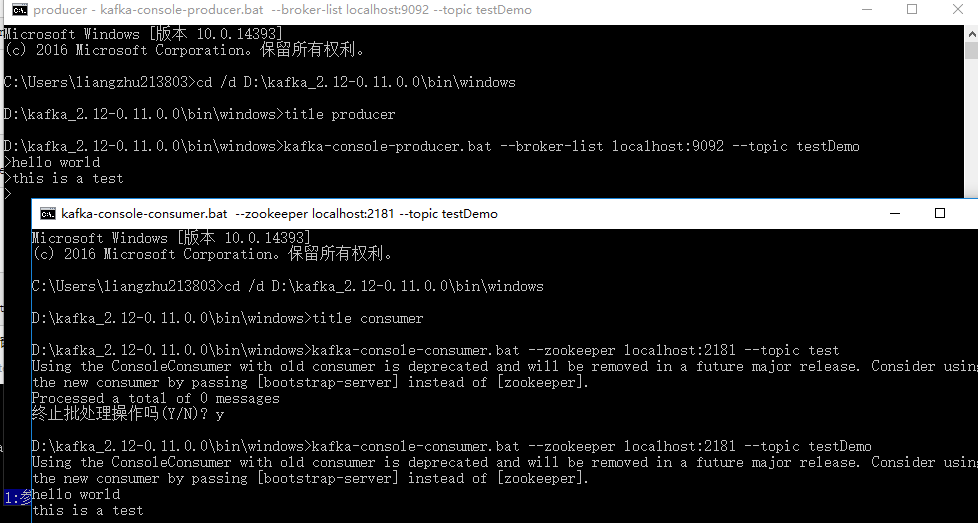 producer - kafka-console-producer.bat --broker-list localhost:9092 --topic testDemo
Microsoft Windows [版本 10.0.14393]
(c) 2016 Microsoft Corporation。保留所有权利。
C:\Users\liangzhu213803>cd /d D:\kafka_2.12-0.11.0.0\bin\windows
D:\kafka_2.12-0.11.0.0\bin\windows>title producer
D:\kafka_2.12-0.11.0.0\bin\windows>kafka-console-producer.bat --broker-list localhost:9092 --topic testDemo
>hello world
>this is a test
>
kafka-console-consumer.bat --zookeeper localhost:2181 --topic testDemo
Microsoft Windows [版本 10.0.14393]
(c) 2016 Microsoft Corporation。保留所有权利。
C:\Users\liangzhu213803>cd /d D:\kafka_2.12-0.11.0.0\bin\windows
D:\kafka_2.12-0.11.0.0\bin\windows>title consumer
D:\kafka_2.12-0.11.0.0\bin\windows>kafka-console-consumer.bat --zookeeper localhost:2181 --topic test
Using the ConsoleConsumer with old consumer is deprecated and will be removed in a future major release. Consider using
the new consumer by passing [bootstrap-server] instead of [zookeeper].
Processed a total of 0 messages
终止批处理操作吗(Y/N)? y
D:\kafka_2.12-0.11.0.0\bin\windows>kafka-console-consumer.bat --zookeeper localhost:2181 --topic testDemo
Using the ConsoleConsumer with old consumer is deprecated and will be removed in a future major release. Consider using
the new consumer by passing [bootstrap-server] instead of [zookeeper].
hello world
this is a test